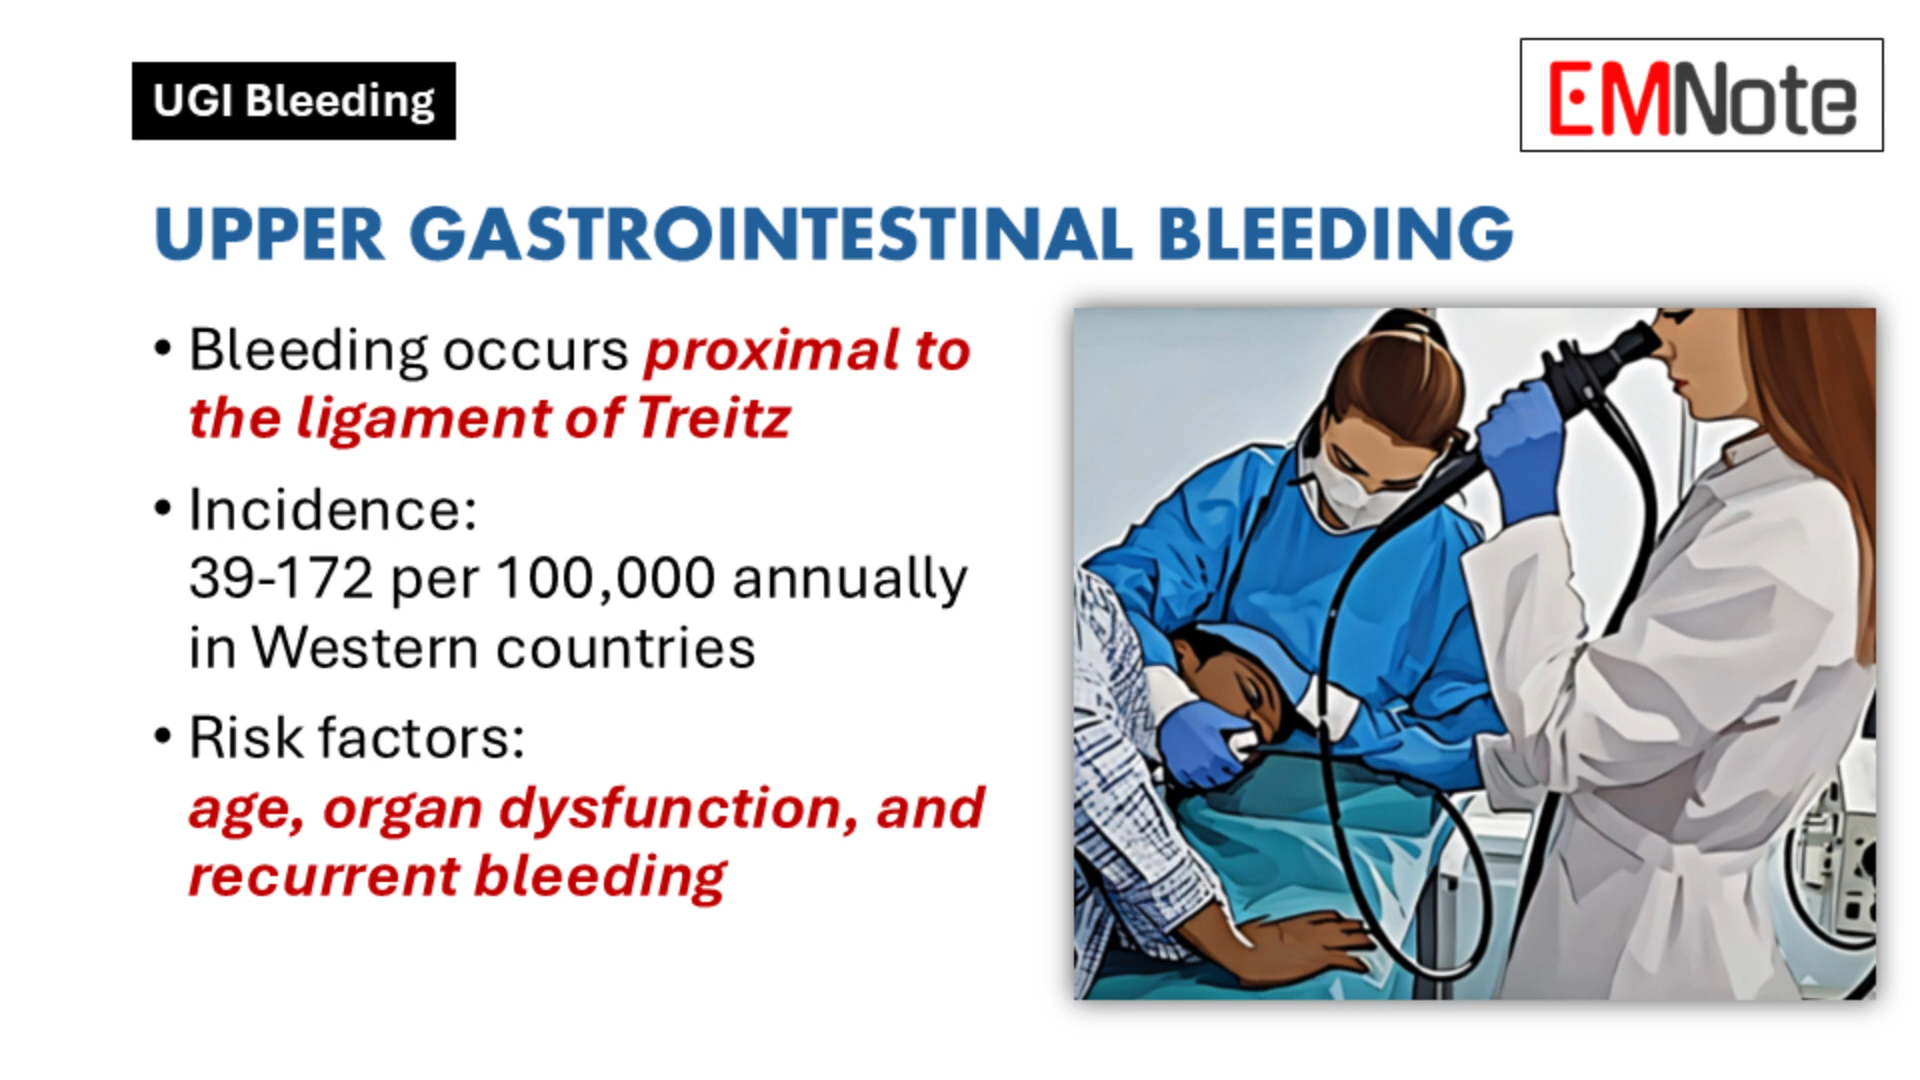 UGI Bleeding
EMNote
UPPER GASTROINTESTINAL BLEEDING
• Bleeding occurs proximal to
the ligament of Treitz
• Incidence:
39-172 per 100,000 annually
in Western countries
• Risk factors:
age, organ dysfunction, and
recurrent bleeding